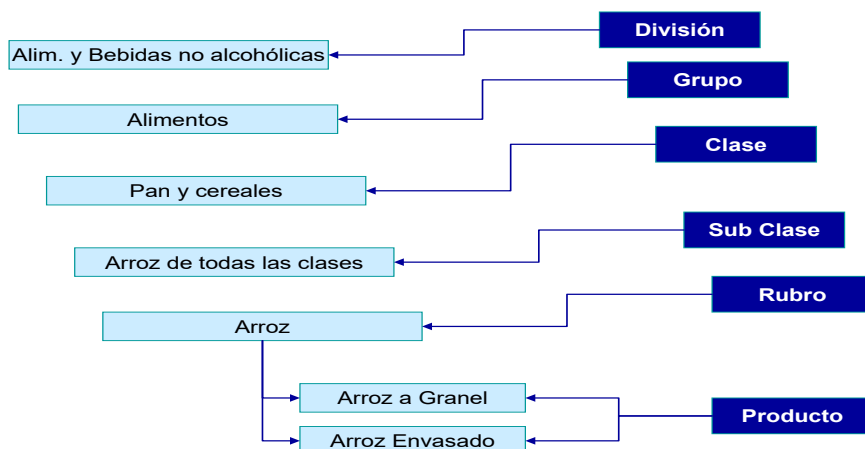 División
Alim. y Bebidas no alcohólicas
Grupo
Alimentos
Clase
Pan y cereales
Sub Clase
Arroz de todas las clases
Rubro
Arroz
Arroz a Granel
Producto
Arroz Envasado